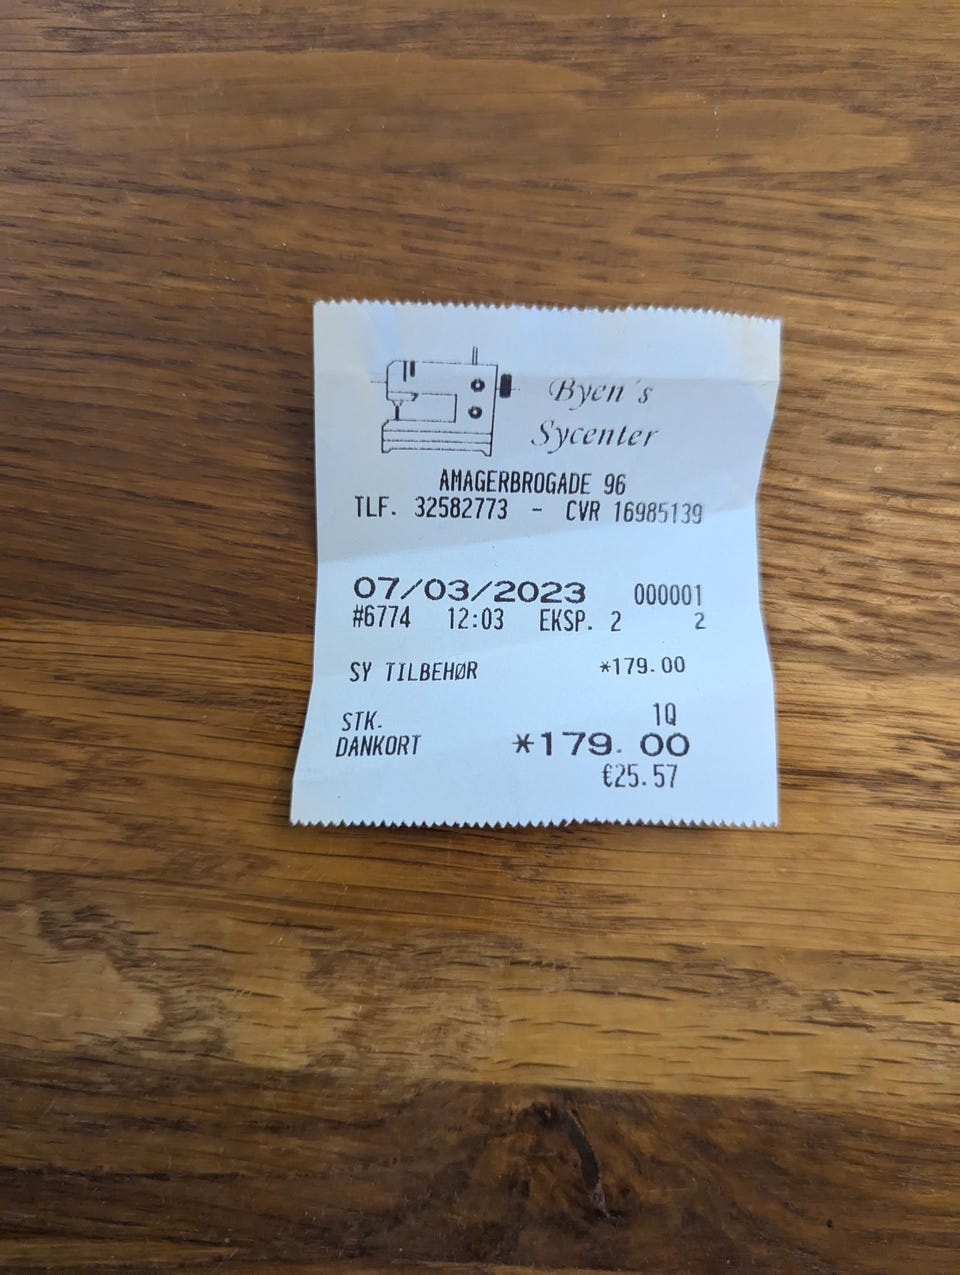 Byen´s
Sycenter
AMAGERBROGADE 96
TLF. 32582773 - CVR 16985139
07/03/2023 000001
#6774 12:03 EKSP. 2 2
SY TILBEHØR *179.00
STK. 1Q
DANKORT *179.00
€25.57